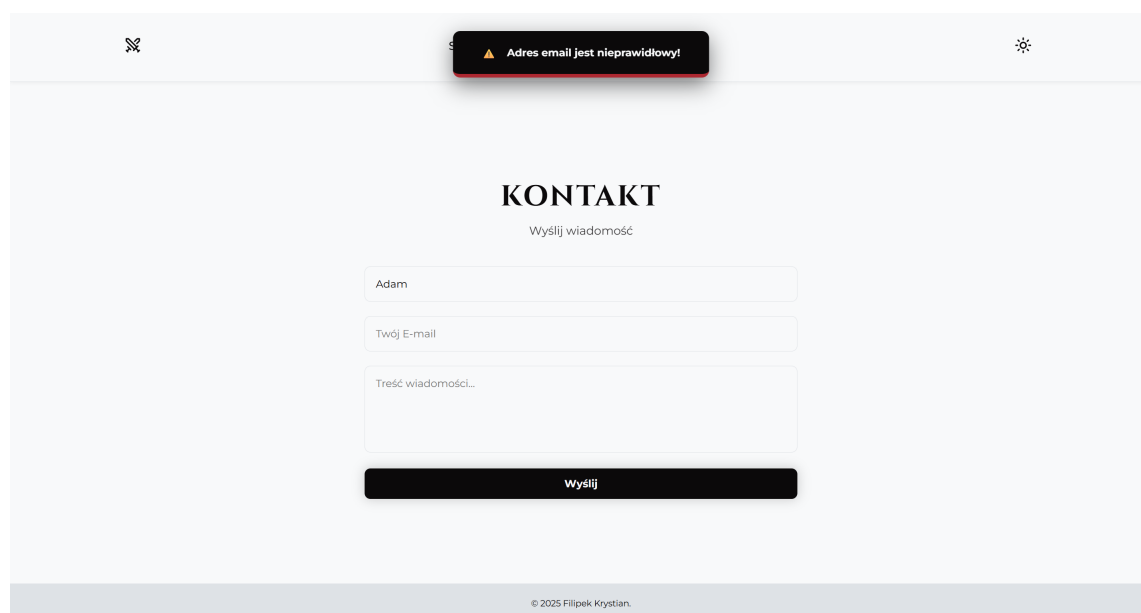 Adres email jest nieprawidłowy!
KONTAKT
Wyślij wiadomość
Adam
Twój E-mail
Treść wiadomości...
Wyślij
© 2025 Filipek Krystian.